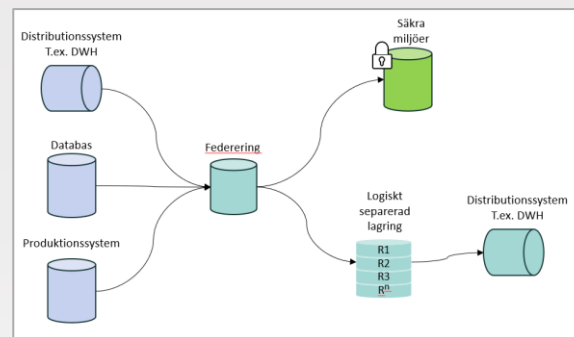 Distributionssystem
T.ex. DWH
Databas
Produktionssystem
Federering
Säkra
miljöer
Logiskt
separerad
lagring
R1
R2
R3
Rⁿ
Distributionssystem
T.ex. DWH